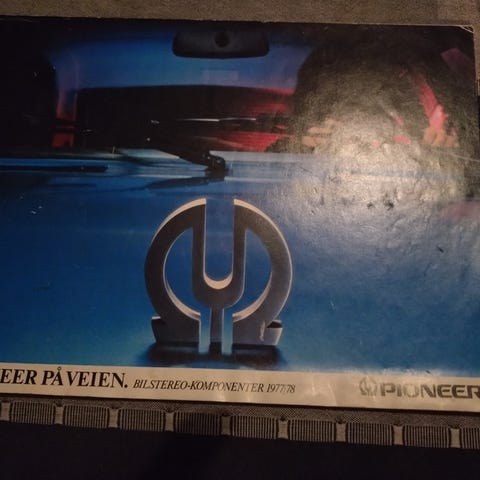 EER PÅ VEIEN. BILSTEREO-KOMPONENTER 1977/78 PIONEER